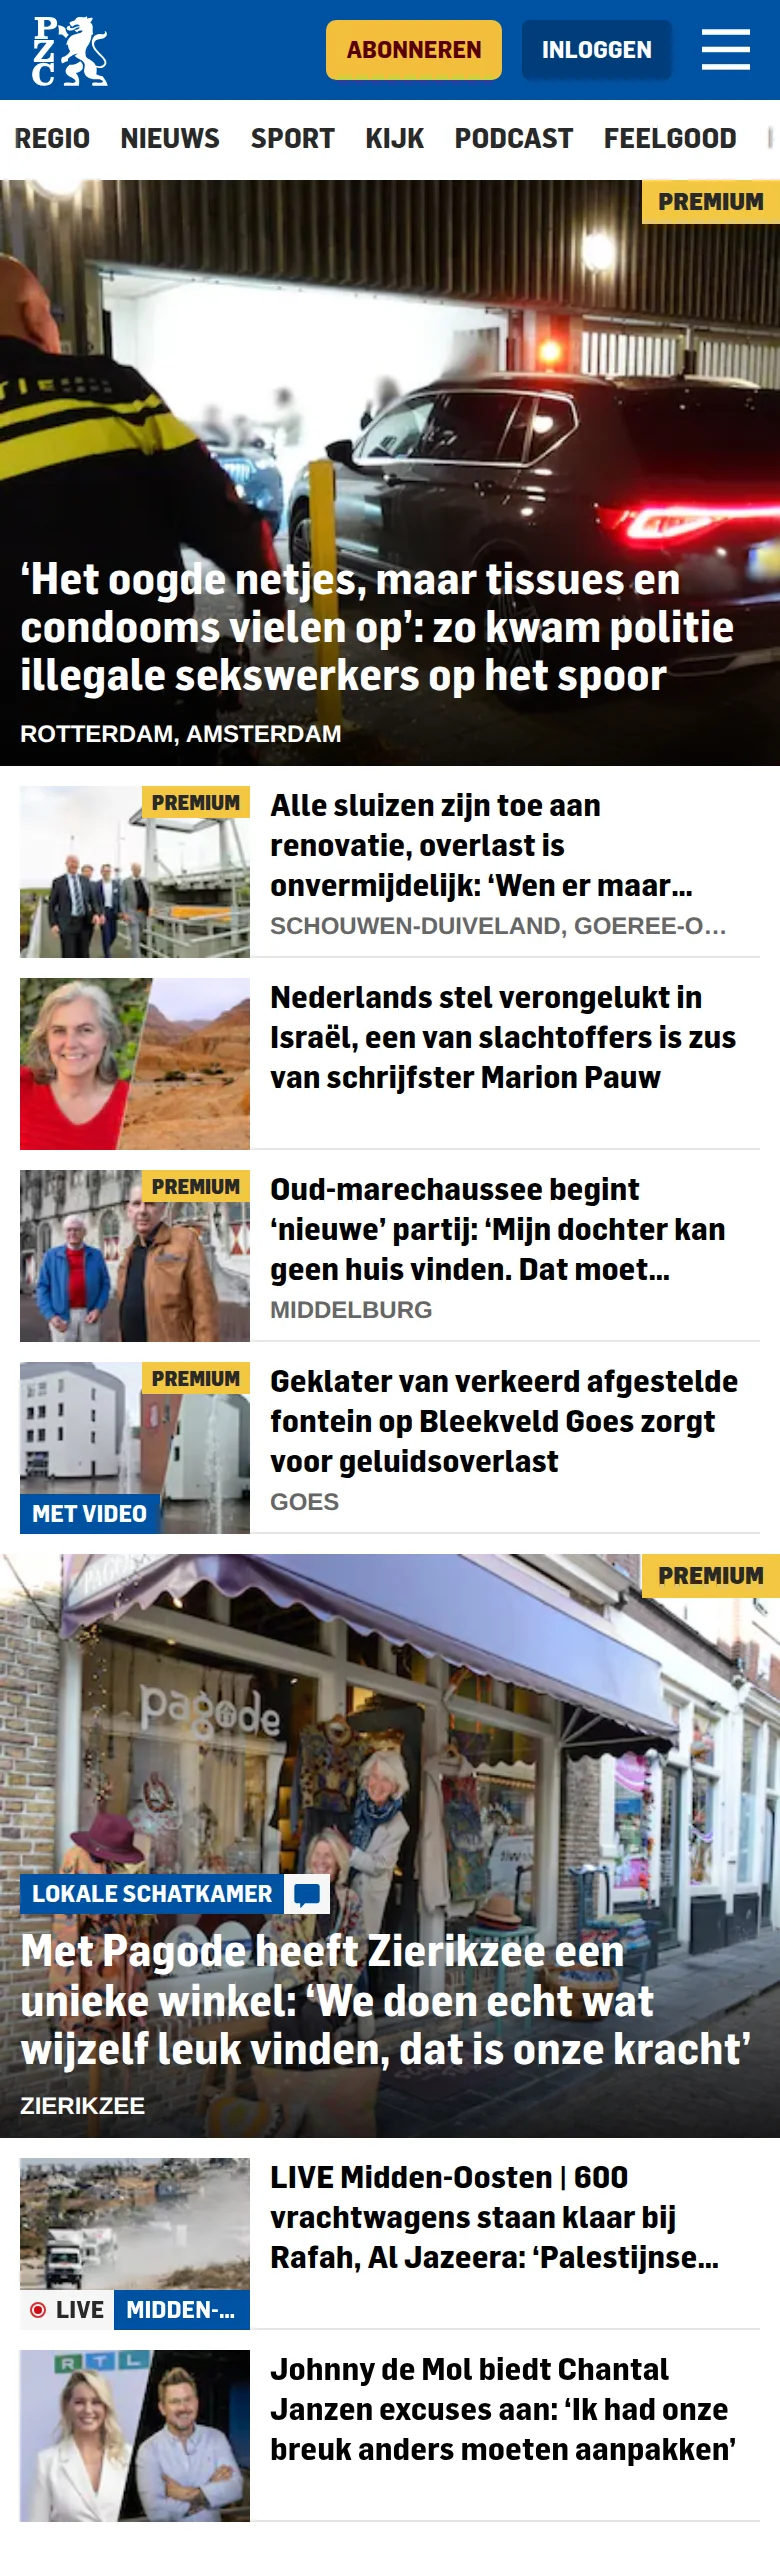 PZC
ABONNEREN
INLOGGEN
REGIO NIEUWS SPORT KIJK PODCAST FEELGOOD
PREMIUM
‘Het oogde netjes, maar tissues en
condooms vielen op’: zo kwam politie
illegale sekswerkers op het spoor
ROTTERDAM, AMSTERDAM
PREMIUM
Alle sluizen zijn toe aan
renovatie, overlast is
onvermijdelijk: ‘Wen er maar...
SCHOUWEN-DUIVELAND, GOEREE-O...
Nederlands stel verongelukt in
Israël, een van slachtoffers is zus
van schrijfster Marion Pauw
PREMIUM
Oud-marechaussee begint
‘nieuwe’ partij: ‘Mijn dochter kan
geen huis vinden. Dat moet...
MIDDELBURG
PREMIUM
MET VIDEO
Geklater van verkeerd afgestelde
fontein op Bleekveld Goes zorgt
voor geluidsoverlast
GOES
PREMIUM
pagode
LOKALE SCHATKAMER
Met Pagode heeft Zierikzee een
unieke winkel: ‘We doen echt wat
wijzelf leuk vinden, dat is onze kracht’
ZIERIKZEE
LIVE MIDDEN-...
LIVE Midden-Oosten | 600
vrachtwagens staan klaar bij
Rafah, Al Jazeera: ‘Palestijnse...
RTL
Johnny de Mol biedt Chantal
Janzen excuses aan: ‘Ik had onze
breuk anders moeten aanpakken’